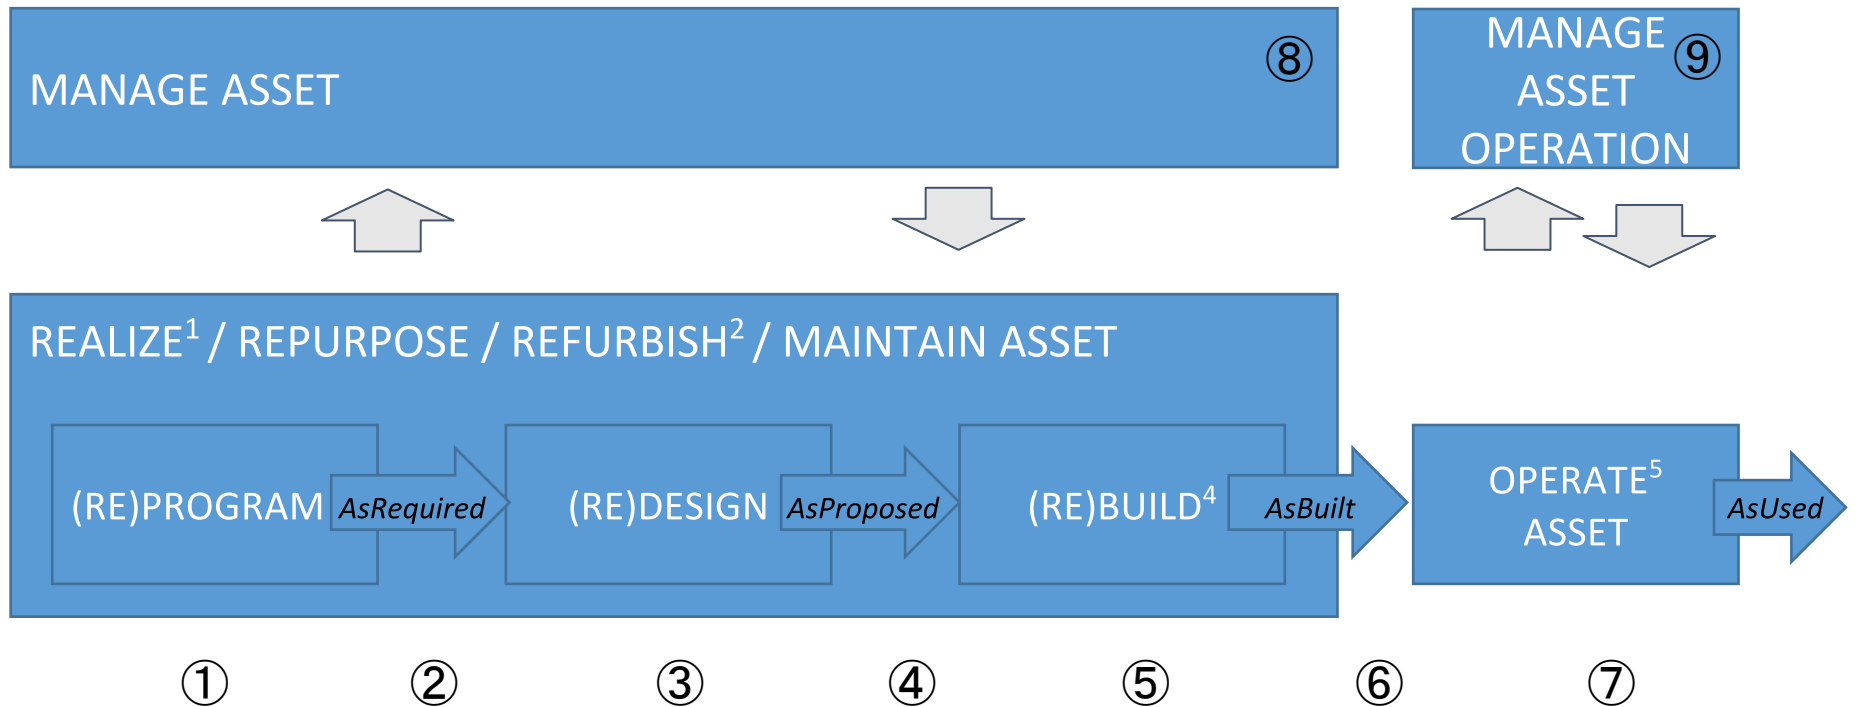 MANAGE ASSET
⑧
MANAGE
ASSET
OPERATION
⑨
REALIZE¹ / REPURPOSE / REFURBISH² / MAINTAIN ASSET
(RE)PROGRAM
AsRequired
(RE)DESIGN
AsProposed
(RE)BUILD⁴
AsBuilt
OPERATE⁵
ASSET
AsUsed
① ② ③ ④ ⑤ ⑥ ⑦